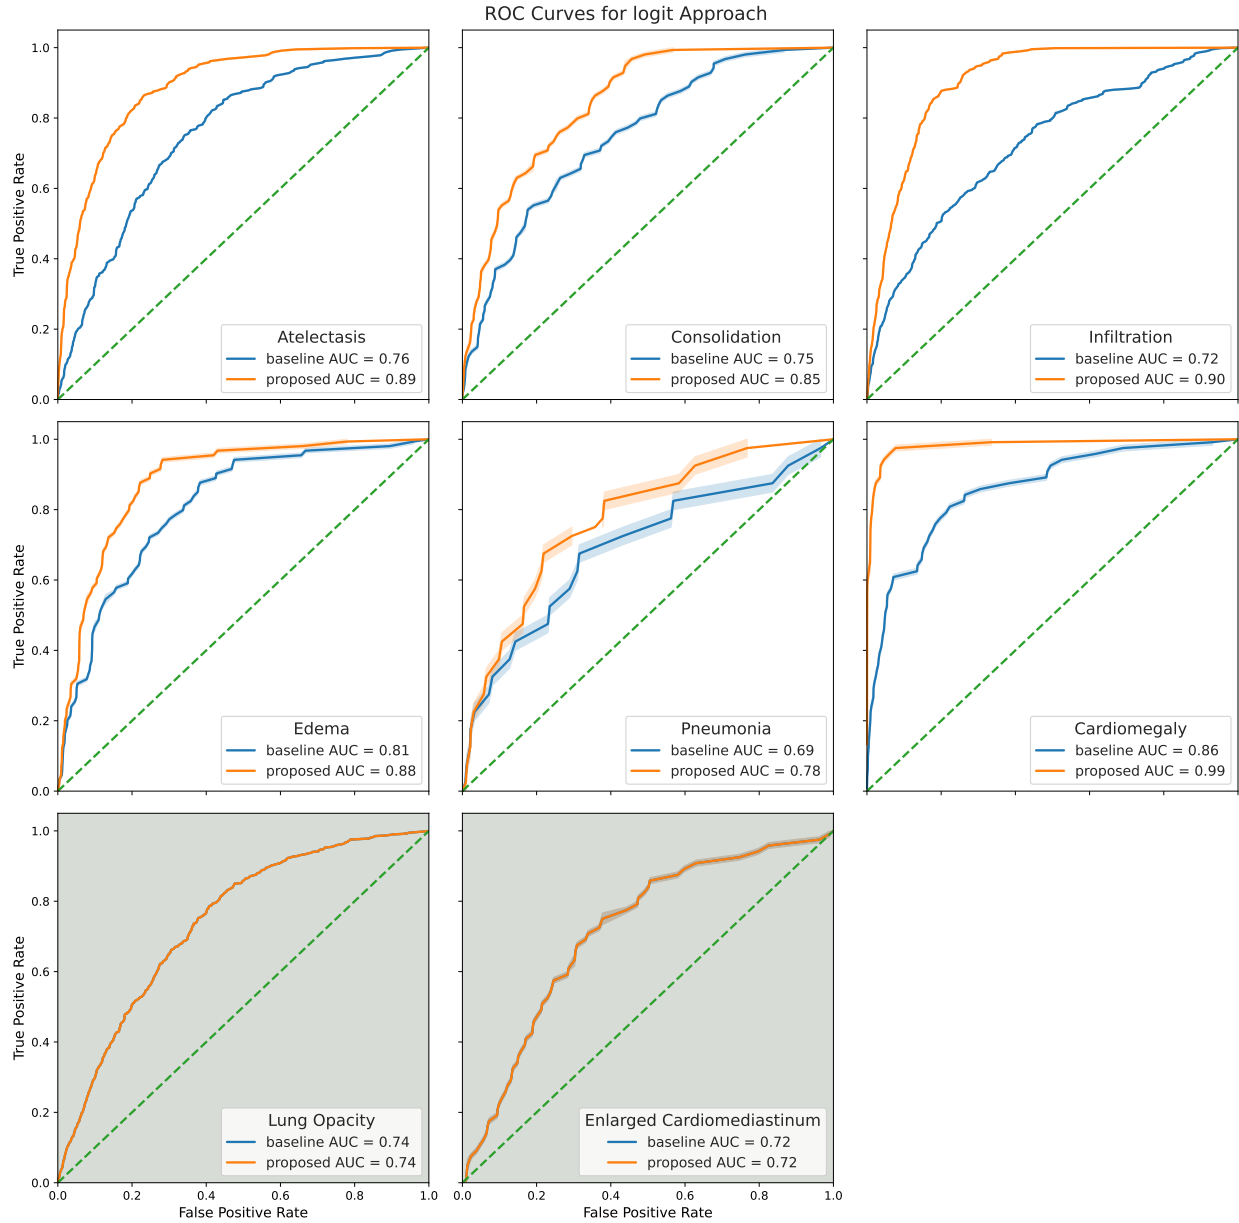 ROC Curves for logit Approach
1.0
0.8
0.6
0.4
0.2
0.0
True Positive Rate
Atelectasis
baseline AUC = 0.76
proposed AUC = 0.89
Consolidation
baseline AUC = 0.75
proposed AUC = 0.85
Infiltration
baseline AUC = 0.72
proposed AUC = 0.90
1.0
0.8
0.6
0.4
0.2
0.0
True Positive Rate
Edema
baseline AUC = 0.81
proposed AUC = 0.88
Pneumonia
baseline AUC = 0.69
proposed AUC = 0.78
Cardiomegaly
baseline AUC = 0.86
proposed AUC = 0.99
1.0
0.8
0.6
0.4
0.2
0.0
True Positive Rate
Lung Opacity
baseline AUC = 0.74
proposed AUC = 0.74
0.0 0.2 0.4 0.6 0.8 1.0
False Positive Rate
Enlarged Cardiomediastinum
baseline AUC = 0.72
proposed AUC = 0.72
0.0 0.2 0.4 0.6 0.8 1.0
False Positive Rate